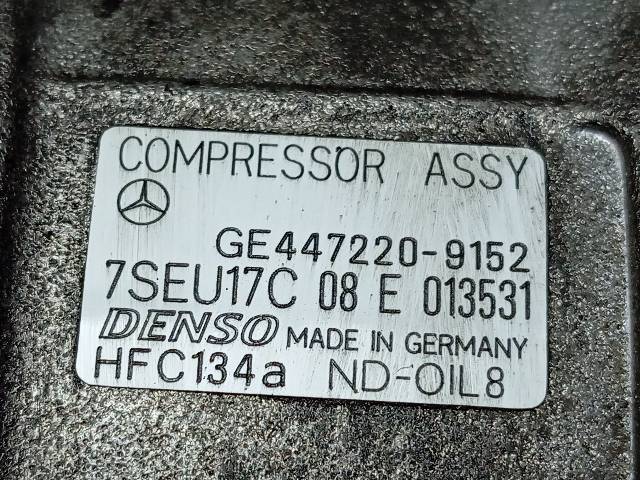 COMPRESSOR ASSY
GE447220-9152
7SEU17C 08 E 013531
DENSO MADE IN GERMANY
HFC134a ND-OIL8